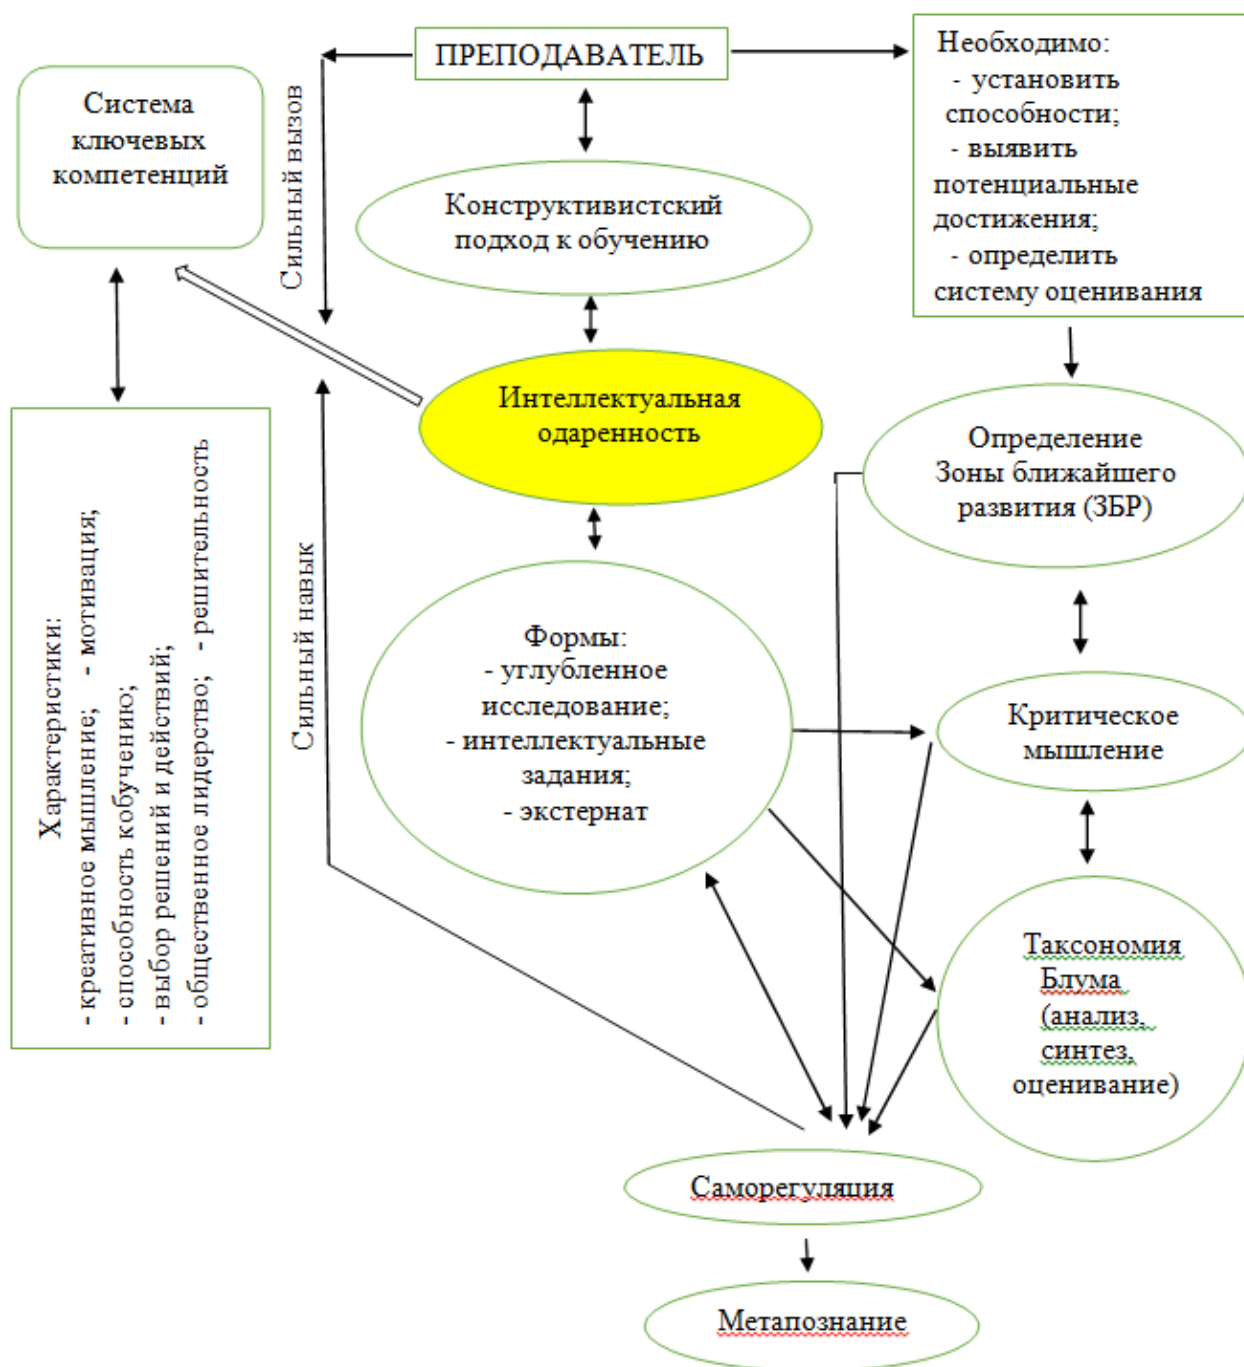 ПРЕПОДАВАТЕЛЬ
Необходимо:
- установить
способности;
- выявить
потенциальные
достижения;
- определить
систему оценивания
Система
ключевых
компетенций
Сильный вызов
Конструктивистский
подход к обучению
Интеллектуальная
одаренность
Определение
Зоны ближайшего
развития (ЗБР)
Характеристики:
- креативное мышление; - мотивация;
- способность кобучению;
- выбор решений и действий;
- общественное лидерство; - решительность
Сильный навык
Формы:
- углубленное
исследование;
- интеллектуальные
задания;
- экстернат
Критическое
мышление
Таксономия
Блума
(анализ,
синтез,
оценивание)
Саморегуляция
Метапознание